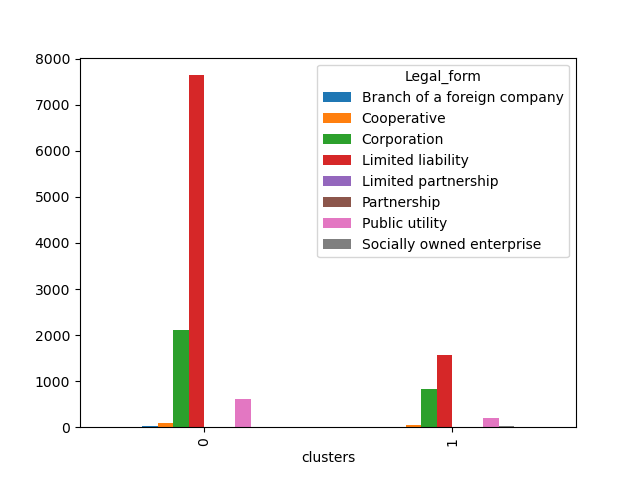 8000
7000
6000
5000
4000
3000
2000
1000
0
Legal_form
Branch of a foreign company
Cooperative
Corporation
Limited liability
Limited partnership
Partnership
Public utility
Socially owned enterprise
0
1
clusters